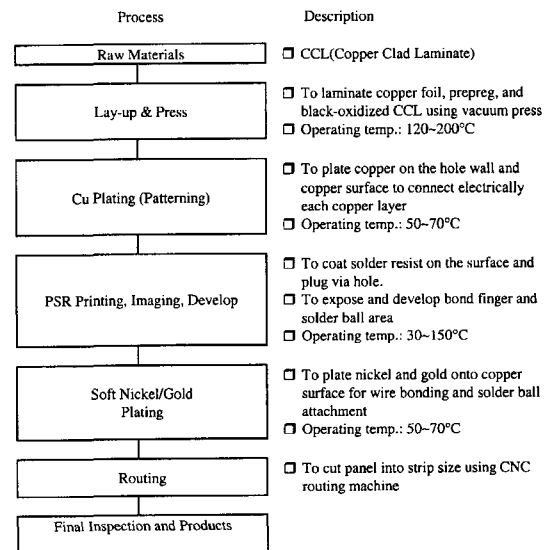 Process
Description
Raw Materials
❒ CCL(Copper Clad Laminate)
Lay-up & Press
❒ To laminate copper foil, prepreg, and
black-oxidized CCL using vacuum press
❒ Operating temp.: 120~200°C
Cu Plating (Patterning)
❒ To plate copper on the hole wall and
copper surface to connect electrically
each copper layer
❒ Operating temp.: 50~70°C
PSR Printing, Imaging, Develop
❒ To coat solder resist on the surface and
plug via hole.
❒ To expose and develop bond finger and
solder ball area
❒ Operating temp.: 30~150°C
Soft Nickel/Gold
Plating
❒ To plate nickel and gold onto copper
surface for wire bonding and solder ball
attachment
❒ Operating temp.: 50~70°C
Routing
❒ To cut panel into strip size using CNC
routing machine
Final Inspection and Products